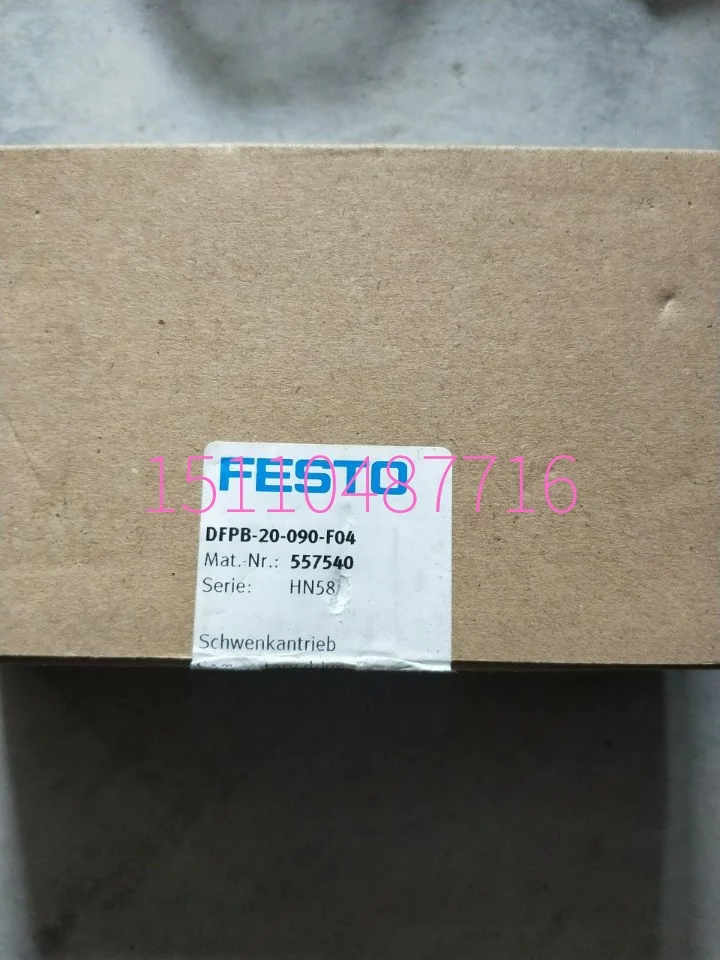 FESTO
15110487716
DFPB-20-090-F04
Mat.-Nr.: 557540
Serie: HN58
Schwenkantrieb